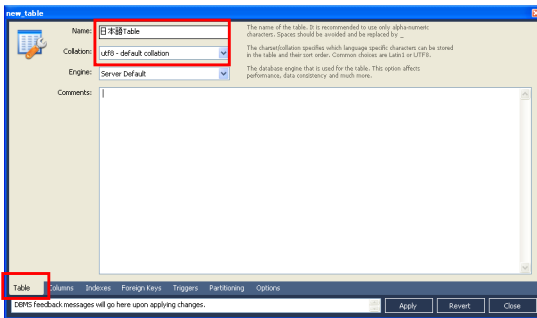 new_table
Name: 日本語Table
The name of the table. It is recommended to use only alpha-numeric
characters. Spaces should be avoided and be replaced by _
Collation: utf8 - default collation
The charset/collation specifies which language specific characters can be stored
in the table and their sort order. Common choices are Latin1 or UTF8.
Engine: Server Default
The database engine that is used for the table. This option affects
performance, data consistency and much more.
Comments:
Table Columns Indexes Foreign Keys Triggers Partitioning Options
DBMS feedback messages will go here upon applying changes.
Apply Revert Close